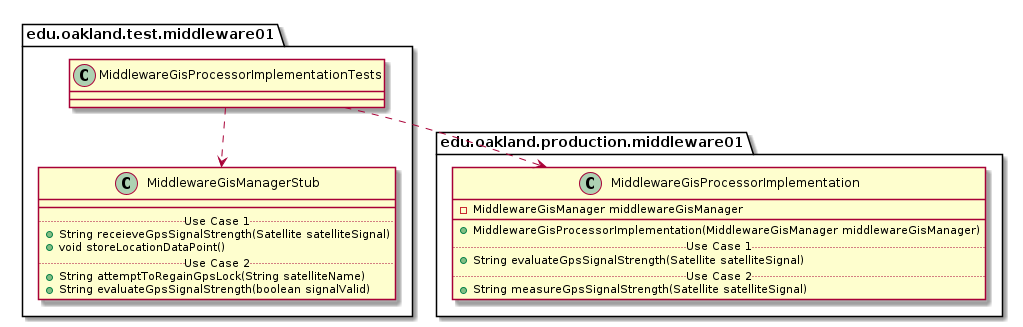 edu.oakland.test.middleware01
C MiddlewareGisProcessorImplementationTests
edu.oakland.production.middleware01
C MiddlewareGisManagerStub
Use Case 1
String receieveGpsSignalStrength(Satellite satelliteSignal)
void storeLocationDataPoint()
Use Case 2
String attemptToRegainGpsLock(String satelliteName)
String evaluateGpsSignalStrength(boolean signalValid)
C MiddlewareGisProcessorImplementation
MiddlewareGisManager middlewareGisManager
MiddlewareGisProcessorImplementation(MiddlewareGisManager middlewareGisManager)
Use Case 1
String evaluateGpsSignalStrength(Satellite satelliteSignal)
Use Case 2
String measureGpsSignalStrength(Satellite satelliteSignal)